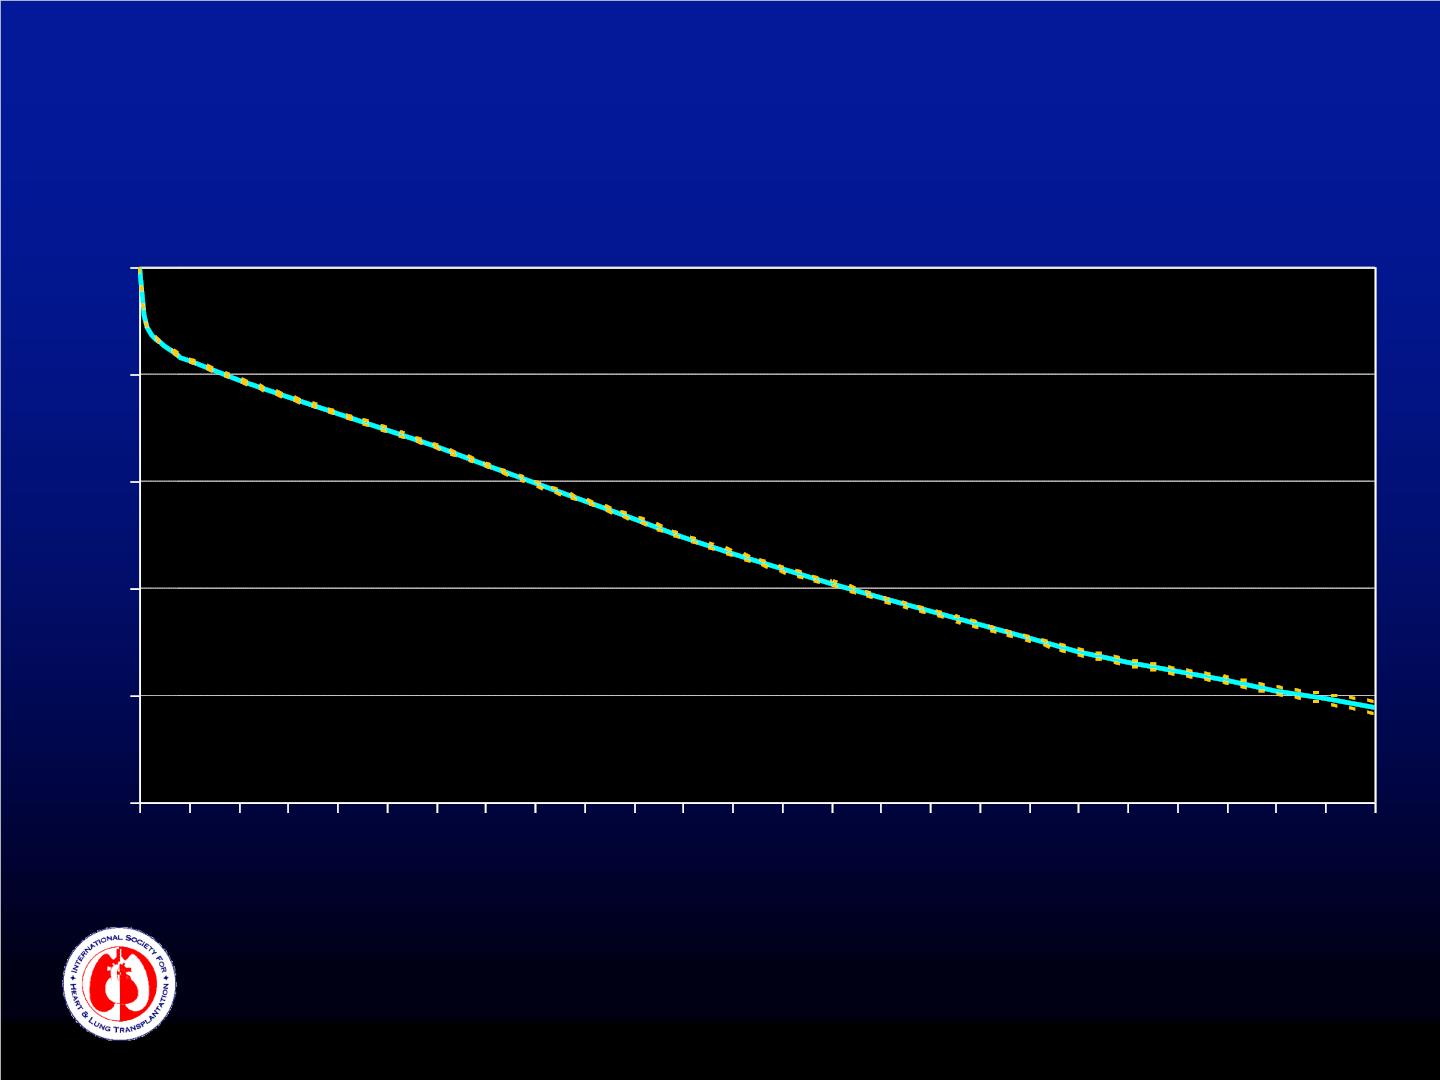 International Society For
Heart & Lung Transplantation